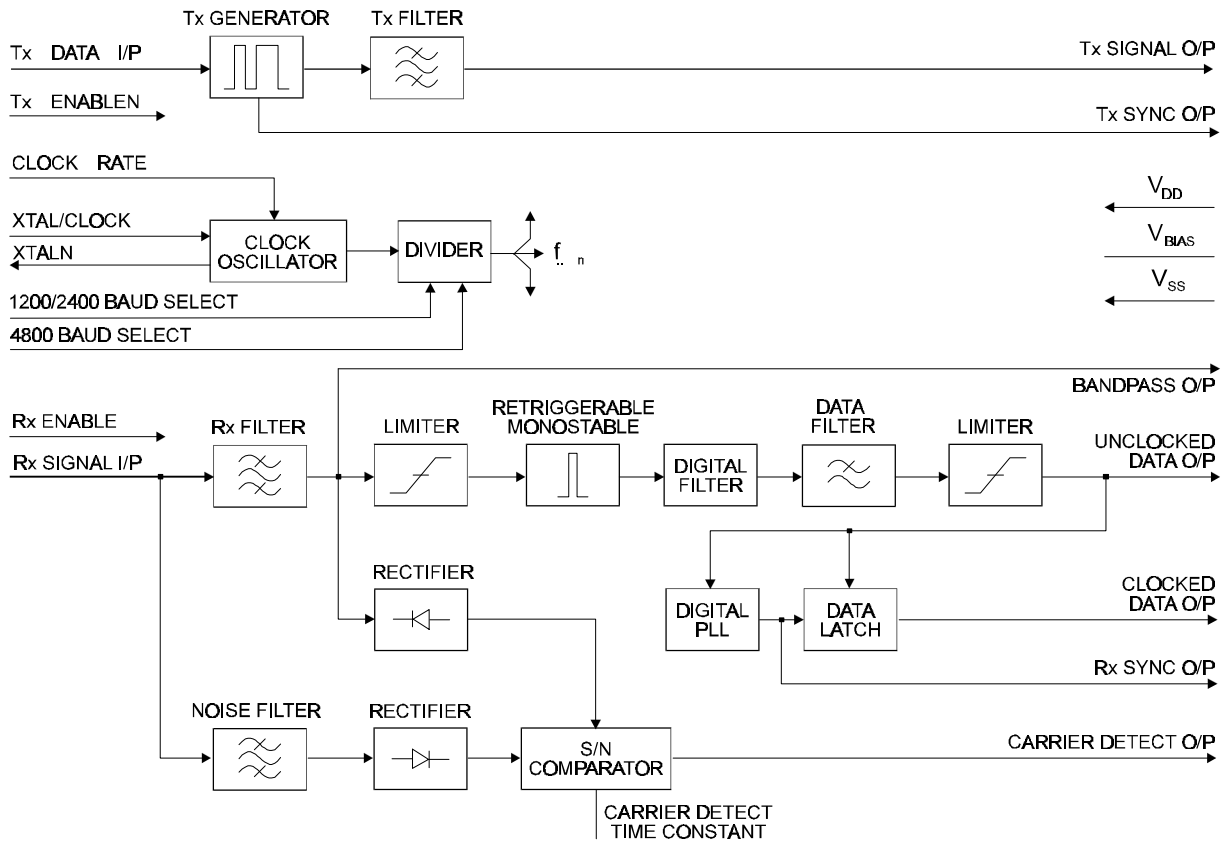 Tx GENERATOR
Tx FILTER
Tx DATA I/P
Tx SIGNAL O/P
Tx ENABLEN
Tx SYNC O/P
CLOCK RATE
XTAL/CLOCK
XTALN
CLOCK
OSCILLATOR
DIVIDER
f.. n
VDD
VBIAS
VSS
1200/2400 BAUD SELECT
4800 BAUD SELECT
BANDPASS O/P
Rx ENABLE
Rx SIGNAL I/P
Rx FILTER
LIMITER
RETRIGGERABLE
MONOSTABLE
DIGITAL
FILTER
DATA
FILTER
LIMITER
UNCLOCKED
DATA O/P
RECTIFIER
DIGITAL
PLL
DATA
LATCH
CLOCKED
DATA O/P
Rx SYNC O/P
NOISE FILTER
RECTIFIER
S/N
COMPARATOR
CARRIER DETECT O/P
CARRIER DETECT
TIME CONSTANT